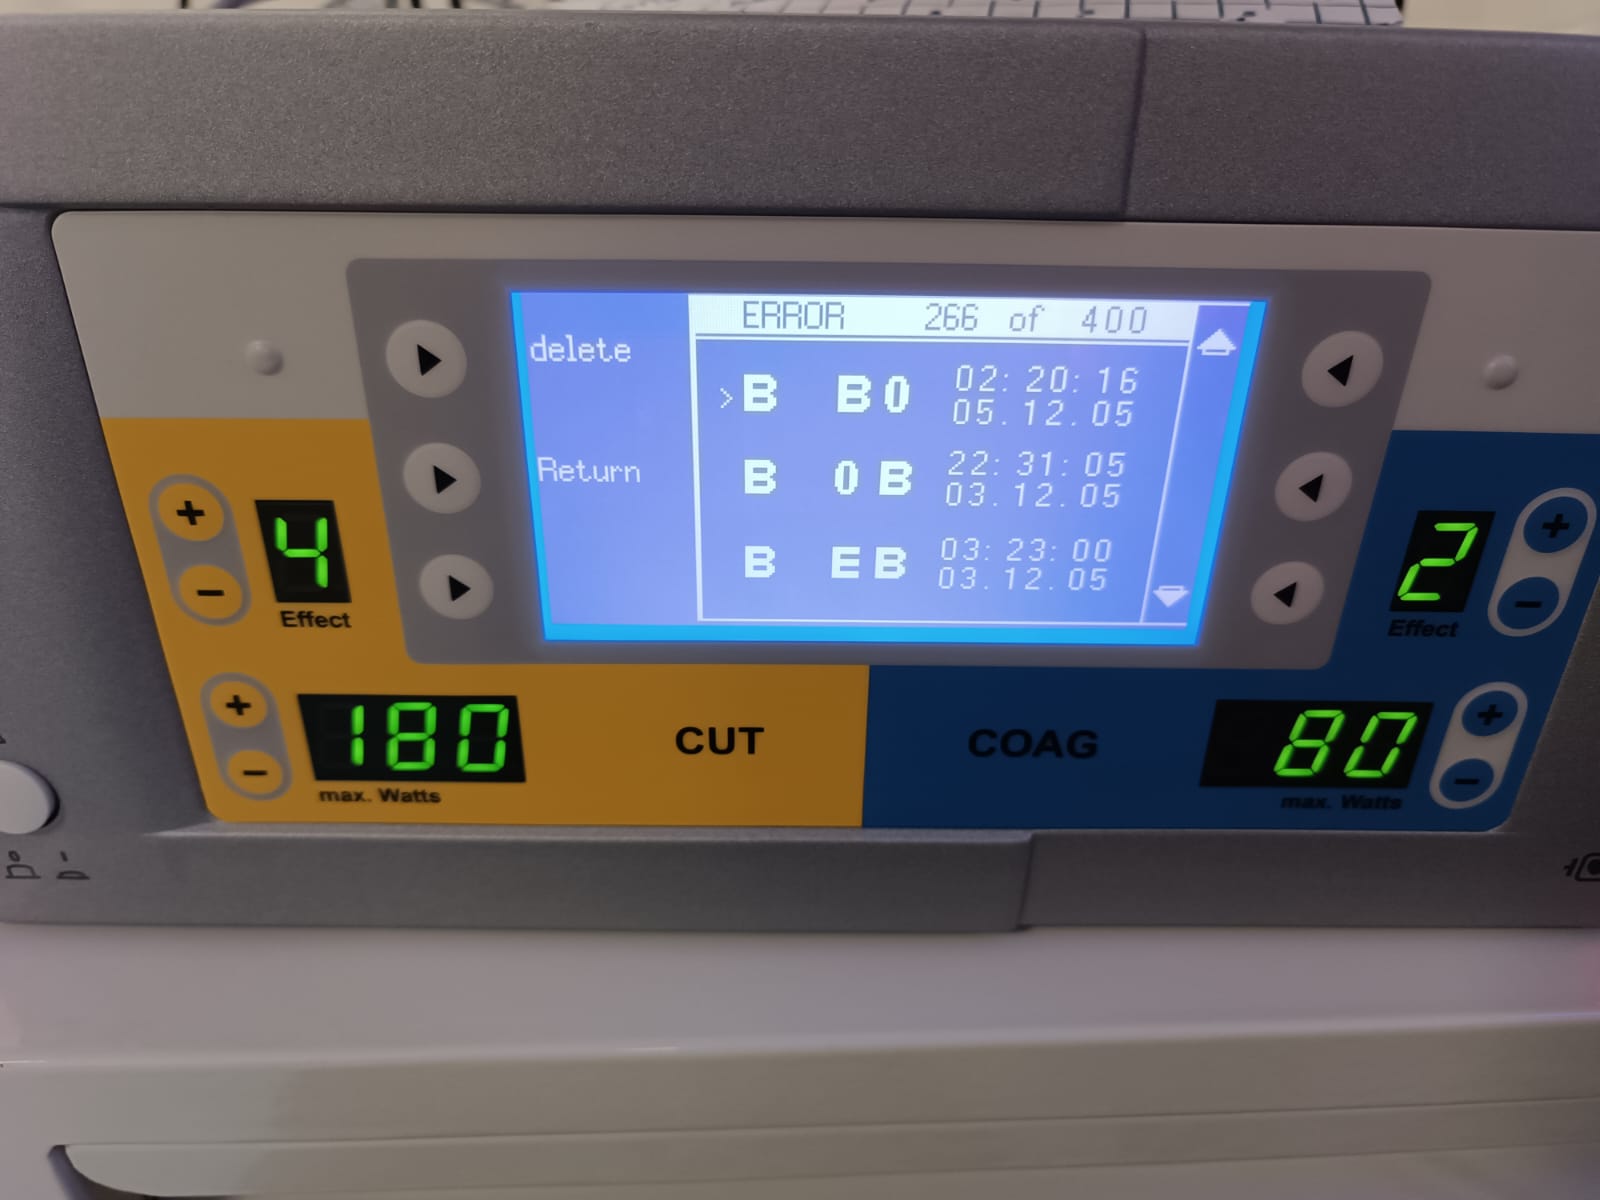 ERROR 266 of 400
delete
>B B0 02:20:16
05.12.05
Return
B 0B 22:31:05
03.12.05
B EB 03:23:00
03.12.05
4
Effect
2
Effect
180
max. Watts
CUT
COAG
80
max. Watts